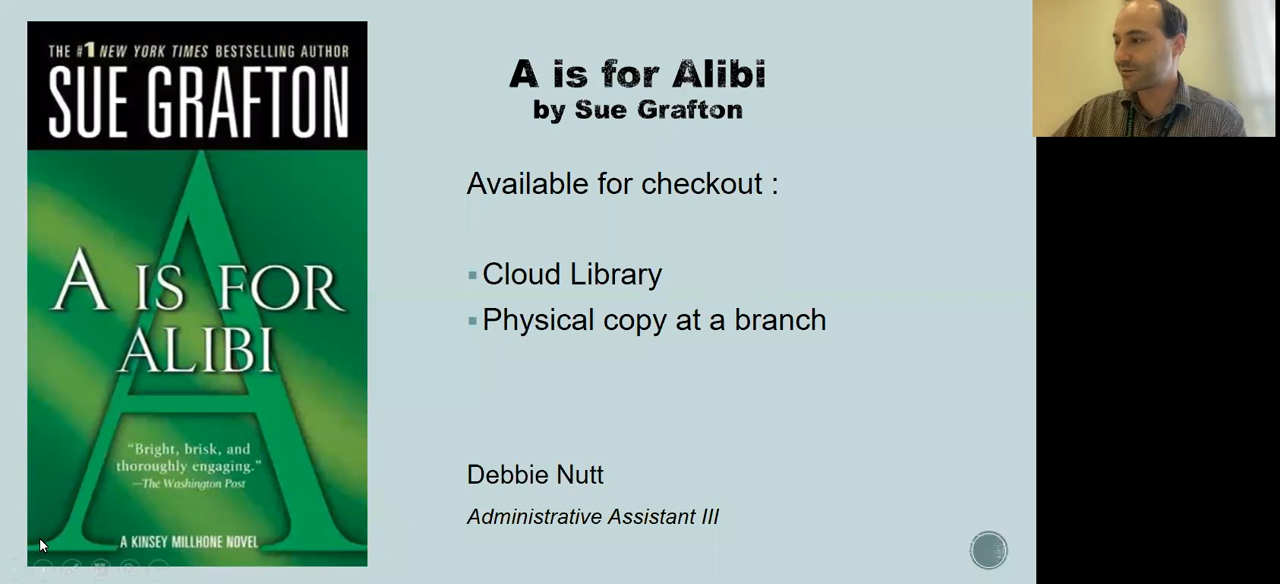 THE #1 NEW YORK TIMES BESTSELLING AUTHOR
SUE GRAFTON
A IS FOR
ALIBI
“Bright, brisk, and
thoroughly engaging.”
—The Washington Post
A KINSEY MILLHONE NOVEL
A is for Alibi
by Sue Grafton
Available for checkout :
▪ Cloud Library
▪ Physical copy at a branch
Debbie Nutt
Administrative Assistant III